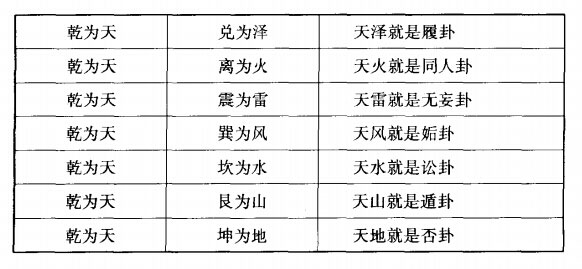 乾为天 兑为泽 天泽就是履卦
乾为天 离为火 天火就是同人卦
乾为天 震为雷 天雷就是无妄卦
乾为天 巽为风 天风就是姤卦
乾为天 坎为水 天水就是讼卦
乾为天 艮为山 天山就是遁卦
乾为天 坤为地 天地就是否卦